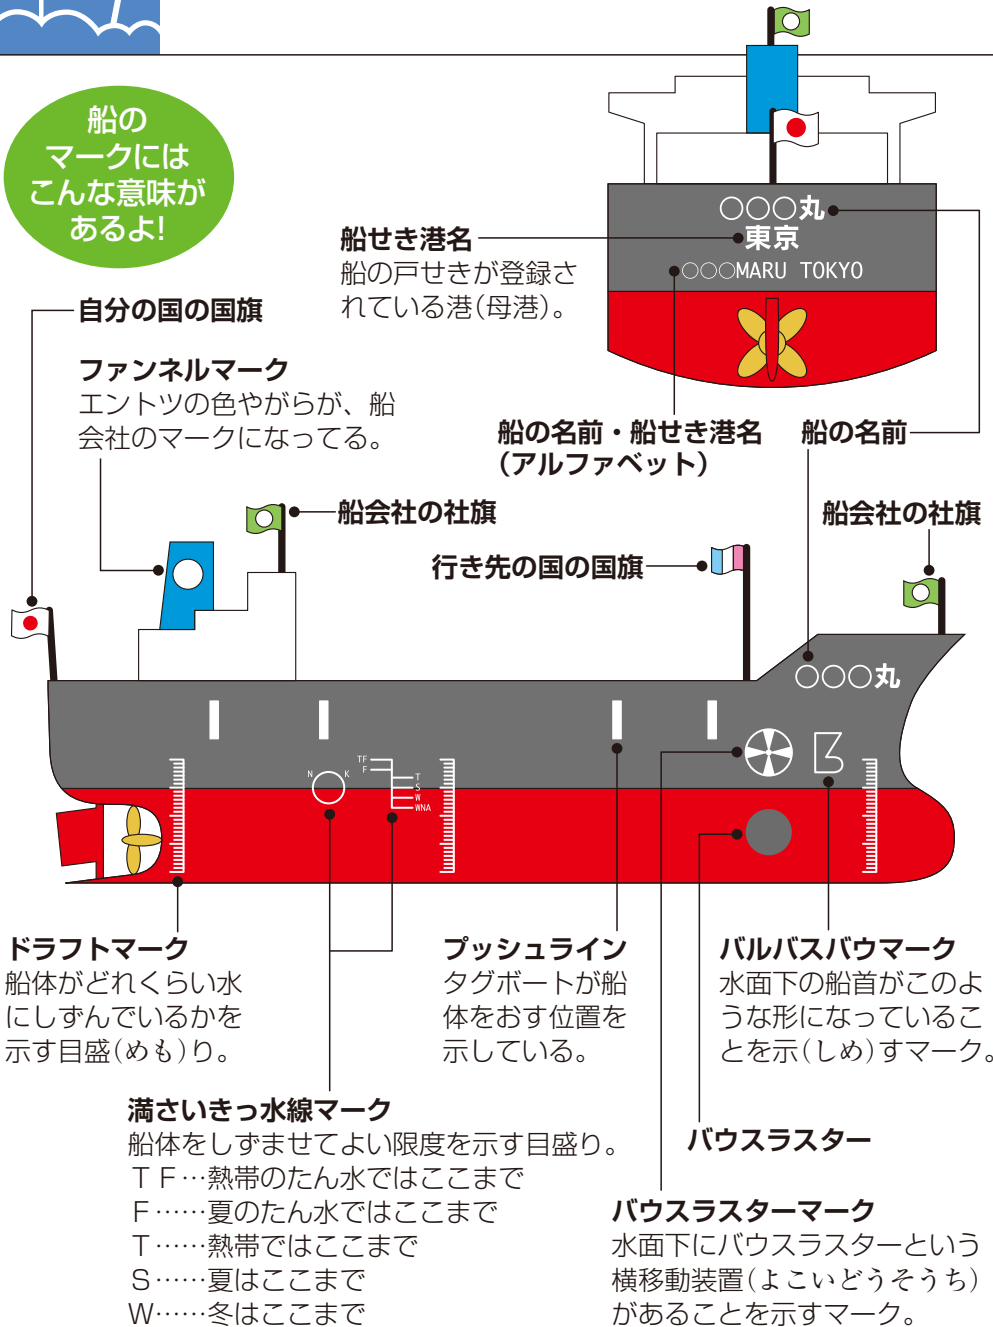 船の
マークには
こんな意味が
あるよ!
○○○丸
東京
○○○MARU TOKYO
船せき港名
船の戸せきが登録さ
れている港(母港)。
自分の国の国旗
ファンネルマーク
エントツの色やがらが、船
会社のマークになってる。
船の名前・船せき港名
(アルファベット)
船の名前
船会社の社旗
船会社の社旗
行き先の国の国旗
○○○丸
N K
TF
F
T
S
W
WNA
ドラフトマーク
船体がどれくらい水
にしずんでいるかを
示す目盛(めも)り。
プッシュライン
タグボートが船
体をおす位置を
示している。
バルバスバウマーク
水面下の船首がこのよ
うな形になっているこ
とを示(しめ)すマーク。
満さいきっ水線マーク
船体をしずませてよい限度を示す目盛り。
TF…熱帯のたん水ではここまで
F……夏のたん水ではここまで
T……熱帯ではここまで
S……夏はここまで
W……冬はここまで
バウスラスター
バウスラスターマーク
水面下にバウスラスターという
横移動装置(よこいどうそうち)
があることを示すマーク。